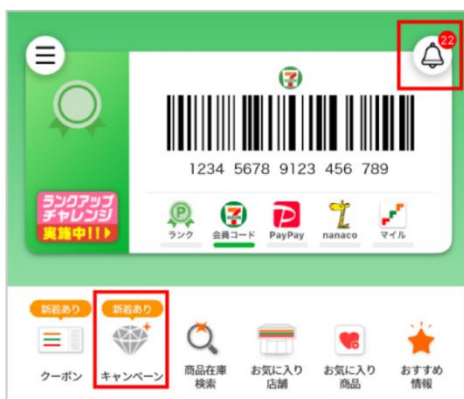 22
1234 5678 9123 456 789
ランクアップ
チャレンジ
実施中!!
ランク
会員コード
PayPay
nanaco
マイル
新着あり
新着あり
クーポン
キャンペーン
商品在庫
検索
お気に入り
店舗
お気に入り
商品
おすすめ
情報